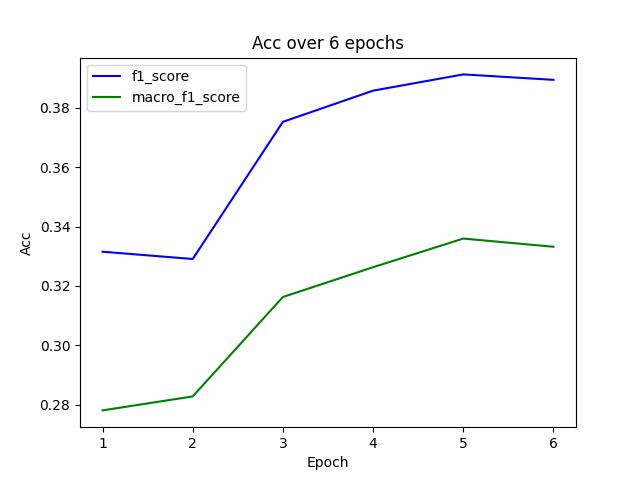 Acc over 6 epochs
f1_score
macro_f1_score
0.38
0.36
0.34
0.32
0.30
0.28
Acc
1 2 3 4 5 6
Epoch